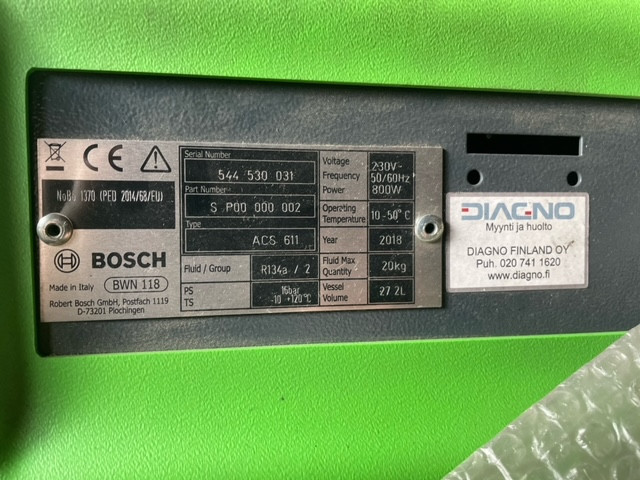 CE
NoBo 1370 (PED 2014/68/EU)
BOSCH
Made in Italy BWN 118
Robert Bosch GmbH, Postfach 1119
D-73201 Plochingen
Serial Number
544 530 031
Part Number
S P00 000 002
Type
ACS 611
Fluid / Group R134a / 2
PS 16bar
TS -10 +120°C
Voltage 230V~
Frequency 50/60Hz
Power 800W
Operating Temperature 10-50°C
Year 2018
Fluid Max Quantity 20kg
Vessel Volume 27.2L
DIAGNO
Myynti ja huolto
DIAGNO FINLAND OY
Puh. 020 741 1620
www.diagno.fi